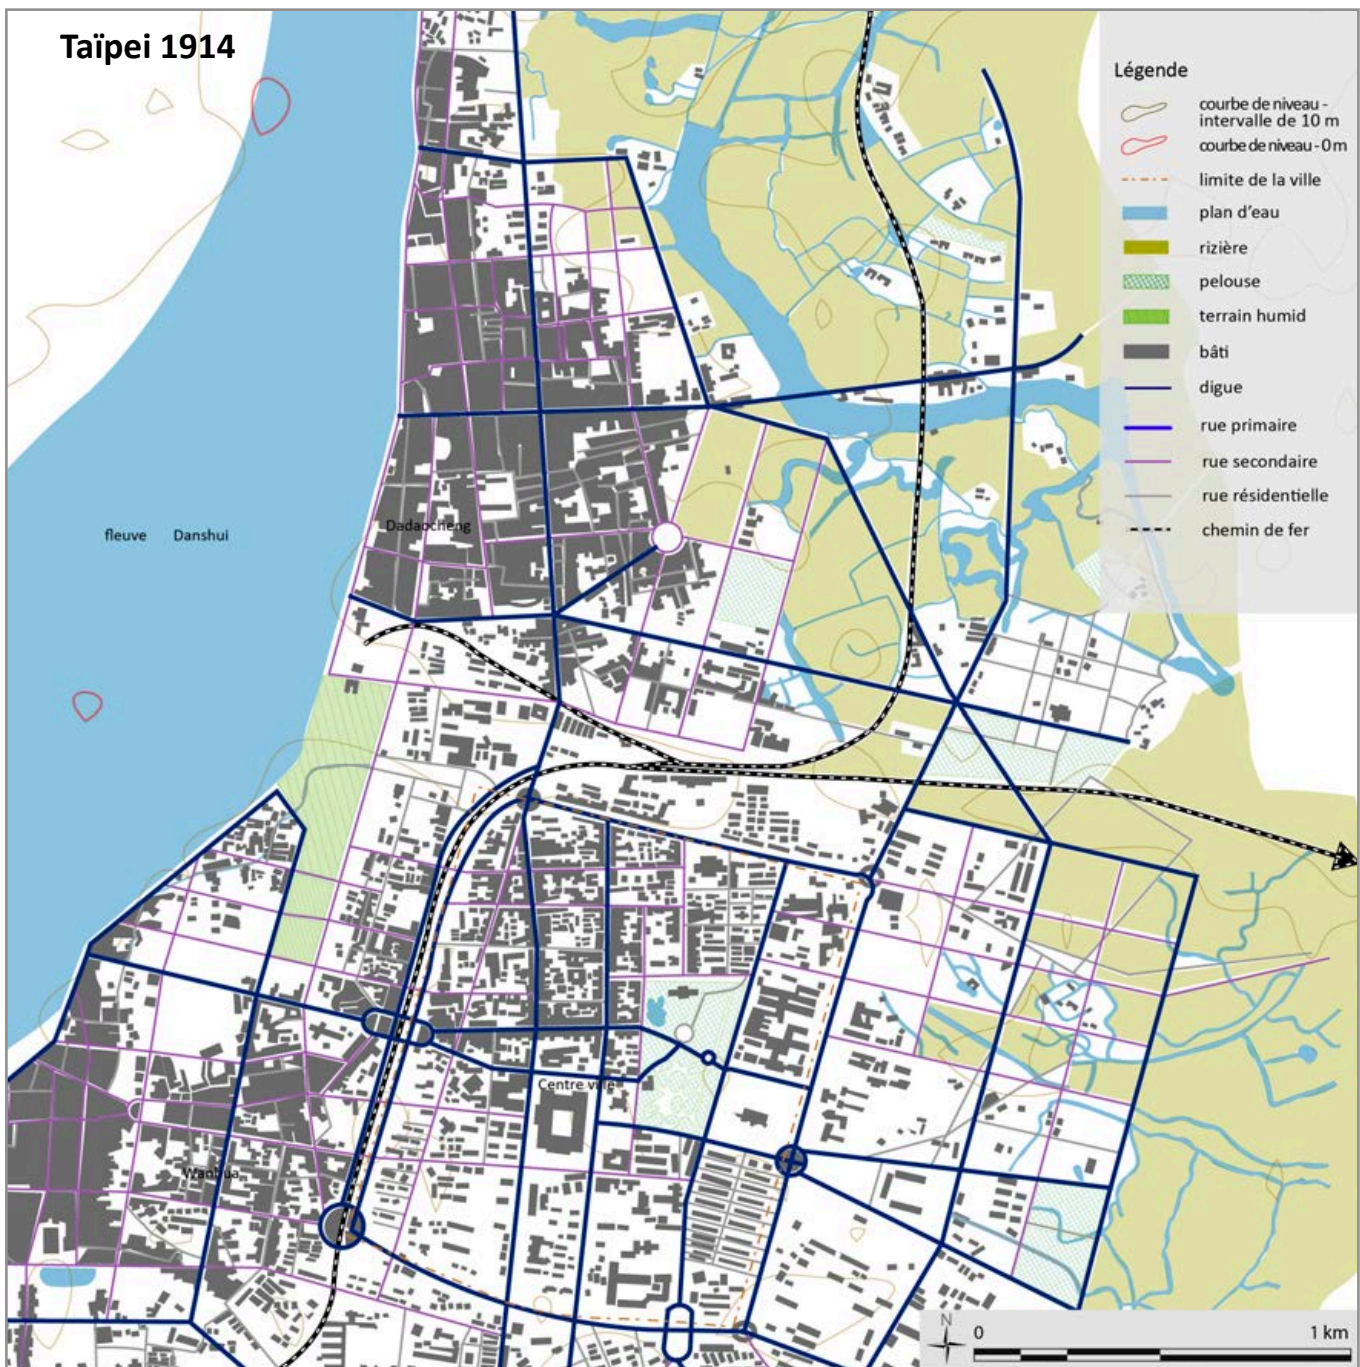 Taïpei 1914
Légende
courbe de niveau -
intervalle de 10 m
courbe de niveau - 0 m
limite de la ville
plan d'eau
rizière
pelouse
terrain humid
bâti
digue
rue primaire
rue secondaire
rue résidentielle
chemin de fer
fleuve Danshui
Dadaocheng
Centre ville
Wanhua
N
0 1 km